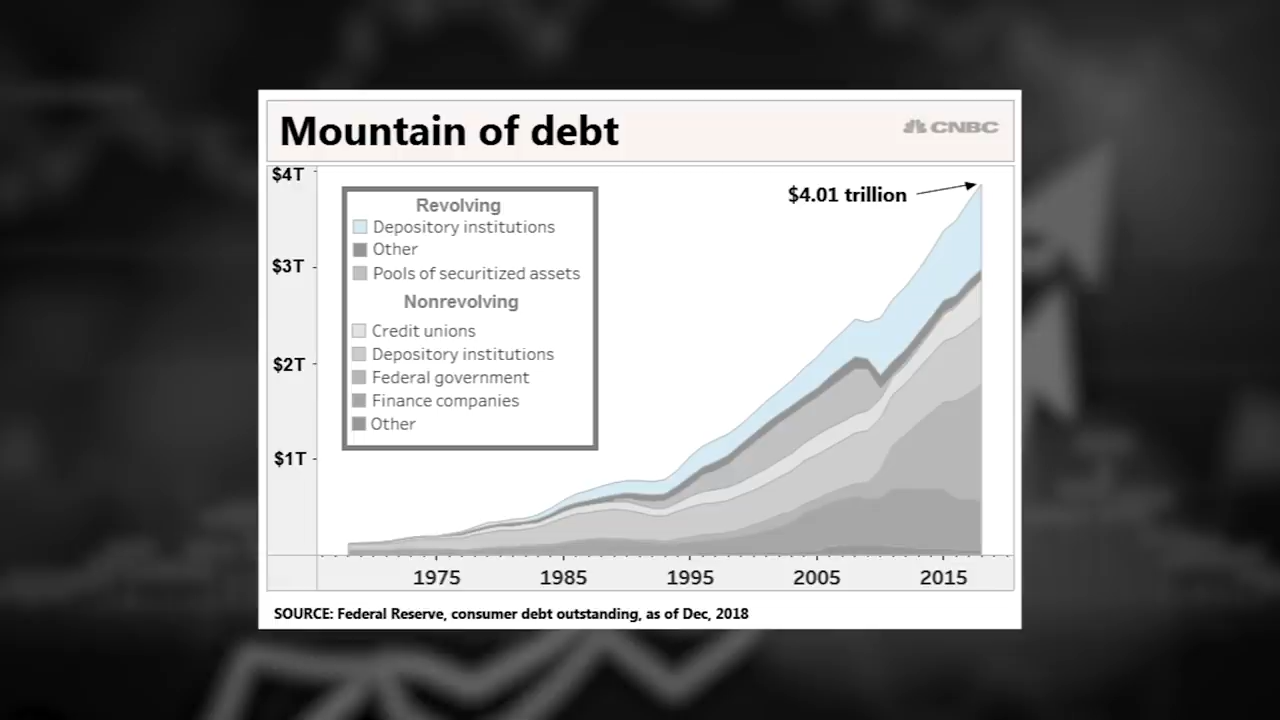 Mountain of debt
CNBC
$4T
$3T
$2T
$1T
Revolving
Depository institutions
Other
Pools of securitized assets
Nonrevolving
Credit unions
Depository institutions
Federal government
Finance companies
Other
$4.01 trillion
1975 1985 1995 2005 2015
SOURCE: Federal Reserve, consumer debt outstanding, as of Dec, 2018